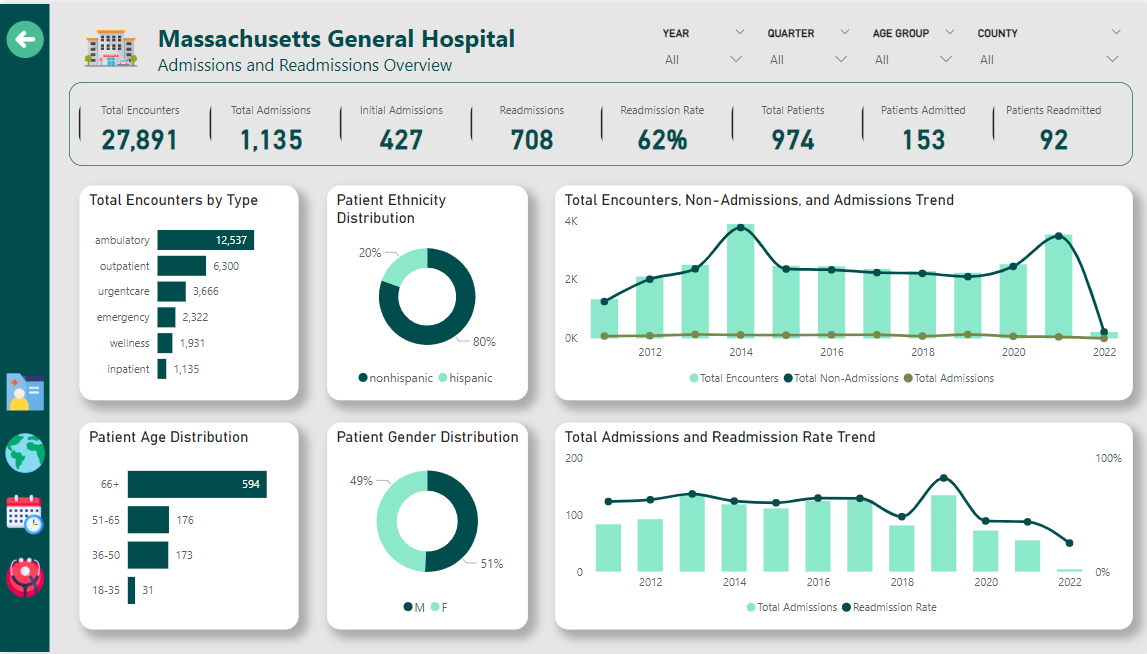 Massachusetts General Hospital
Admissions and Readmissions Overview
YEAR QUARTER AGE GROUP COUNTY
All All All All
Total Encounters Total Admissions Initial Admissions Readmissions Readmission Rate Total Patients Patients Admitted Patients Readmitted
27,891 1,135 427 708 62% 974 153 92
Total Encounters by Type
ambulatory 12,537
outpatient 6,300
urgentcare 3,666
emergency 2,322
wellness 1,931
inpatient 1,135
Patient Ethnicity
Distribution
20%
80%
nonhispanic hispanic
Total Encounters, Non-Admissions, and Admissions Trend
4K
2K
0K
2012 2014 2016 2018 2020 2022
Total Encounters Total Non-Admissions Total Admissions
Patient Age Distribution
66+ 594
51-65 176
36-50 173
18-35 31
Patient Gender Distribution
49%
51%
M F
Total Admissions and Readmission Rate Trend
200 100%
100
0 0%
2012 2014 2016 2018 2020 2022
Total Admissions Readmission Rate